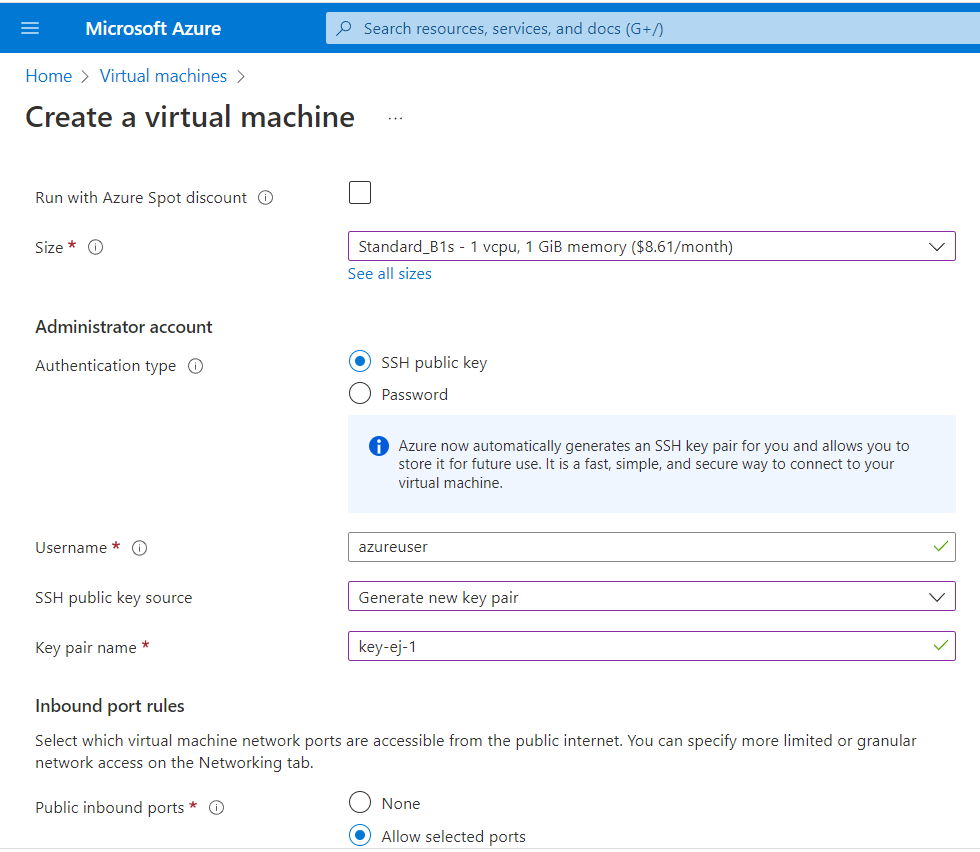 Microsoft Azure
Search resources, services, and docs (G+/)
Home > Virtual machines >
Create a virtual machine ...
Run with Azure Spot discount
Size *
Standard_B1s - 1 vcpu, 1 GiB memory ($8.61/month)
See all sizes
Administrator account
Authentication type
SSH public key
Password
Azure now automatically generates an SSH key pair for you and allows you to
store it for future use. It is a fast, simple, and secure way to connect to your
virtual machine.
Username *
azureuser
SSH public key source
Generate new key pair
Key pair name *
key-ej-1
Inbound port rules
Select which virtual machine network ports are accessible from the public internet. You can specify more limited or granular
network access on the Networking tab.
Public inbound ports *
None
Allow selected ports